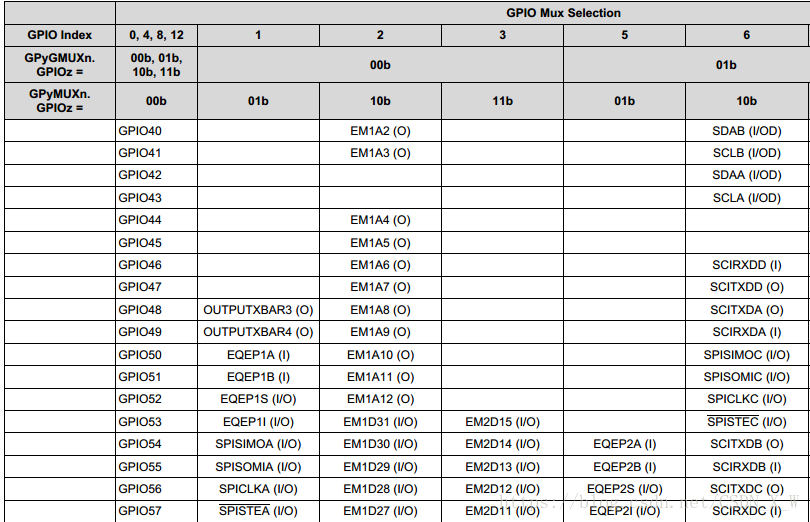 GPIO Mux Selection
GPIO Index 0, 4, 8, 12 1 2 3 5 6
GPyGMUXn. GPIOz = 00b, 01b, 10b, 11b 00b 01b
GPyMUXn. GPIOz = 00b 01b 10b 11b 01b 10b
GPIO40 EM1A2 (O) SDAB (I/OD)
GPIO41 EM1A3 (O) SCLB (I/OD)
GPIO42 SDAA (I/OD)
GPIO43 SCLA (I/OD)
GPIO44 EM1A4 (O)
GPIO45 EM1A5 (O)
GPIO46 EM1A6 (O) SCIRXDD (I)
GPIO47 EM1A7 (O) SCITXDD (O)
GPIO48 OUTPUTXBAR3 (O) EM1A8 (O) SCITXDA (O)
GPIO49 OUTPUTXBAR4 (O) EM1A9 (O) SCIRXDA (I)
GPIO50 EQEP1A (I) EM1A10 (O) SPISIMOC (I/O)
GPIO51 EQEP1B (I) EM1A11 (O) SPISOMIC (I/O)
GPIO52 EQEP1S (I/O) EM1A12 (O) SPICLKC (I/O)
GPIO53 EQEP1I (I/O) EM1D31 (I/O) EM2D15 (I/O) SPISTEC (I/O)
GPIO54 SPISIMOA (I/O) EM1D30 (I/O) EM2D14 (I/O) EQEP2A (I) SCITXDB (O)
GPIO55 SPISOMIA (I/O) EM1D29 (I/O) EM2D13 (I/O) EQEP2B (I) SCIRXDB (I)
GPIO56 SPICLKA (I/O) EM1D28 (I/O) EM2D12 (I/O) EQEP2S (I/O) SCITXDC (O)
GPIO57 SPISTEA (I/O) EM1D27 (I/O) EM2D11 (I/O) EQEP2I (I/O) SCIRXDC (I)